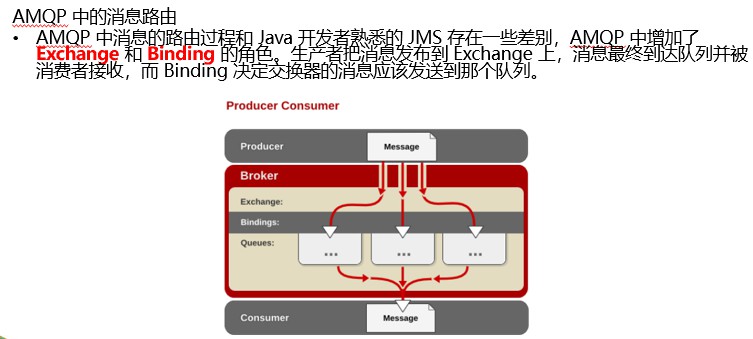 AMQP 中的消息路由
• AMQP 中消息的路由过程和 Java 开发者熟悉的 JMS 存在一些差别，AMQP 中增加了
Exchange 和 Binding 的角色。生产者把消息发布到 Exchange 上，消息最终到达队列并被
消费者接收，而 Binding 决定交换器的消息应该发送到那个队列。
Producer Consumer
Producer
Message
Broker
Exchange:
Bindings:
Queues:
... ... ...
Consumer
Message